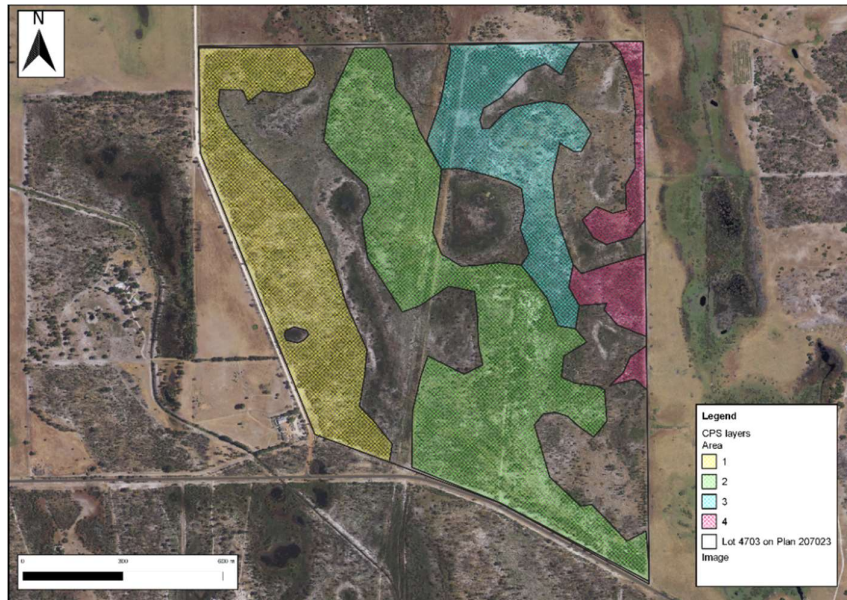 N
Legend
CPS layers
Area
1
2
3
4
Lot 4703 on Plan 207023
Image
0 300 600 m